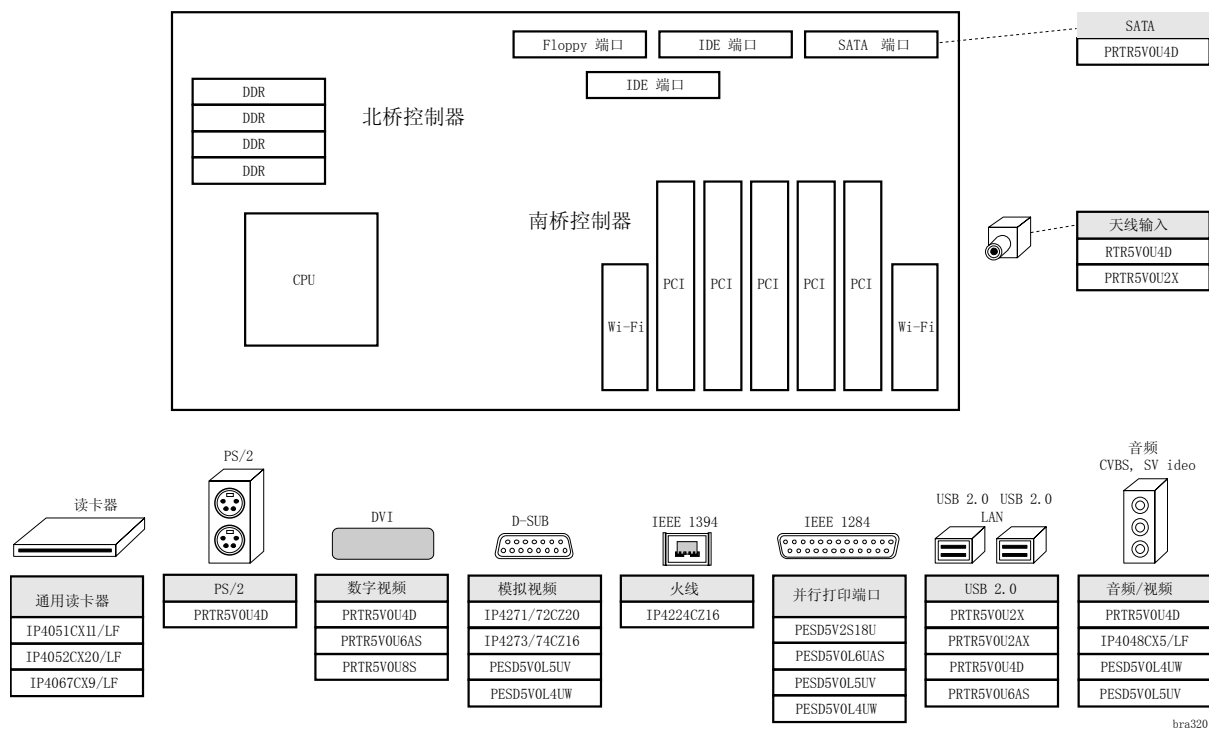 Floppy 端口
IDE 端口
SATA 端口
IDE 端口
SATA
PRTR5V0U4D
DDR
DDR
DDR
DDR
北桥控制器
南桥控制器
CPU
Wi-Fi
PCI
PCI
PCI
PCI
PCI
Wi-Fi
天线输入
RTR5V0U4D
PRTR5V0U2X
读卡器
通用读卡器
IP4051CX11/LF
IP4052CX20/LF
IP4067CX9/LF
PS/2
PS/2
PRTR5V0U4D
DVI
数字视频
PRTR5V0U4D
PRTR5V0U6AS
PRTR5V0U8S
D-SUB
模拟视频
IP4271/72CZ20
IP4273/74CZ16
PESD5V0L5UV
PESD5V0L4UW
IEEE 1394
火线
IP4224CZ16
IEEE 1284
并行打印端口
PESD5V2S18U
PESD5V0L6UAS
PESD5V0L5UV
PESD5V0L4UW
USB 2.0 USB 2.0
LAN
USB 2.0
PRTR5V0U2X
PRTR5V0U2AX
PRTR5V0U4D
PRTR5V0U6AS
音频
CVBS, SV ideo
音频/视频
PRTR5V0U4D
IP4048CX5/LF
PESD5V0L4UW
PESD5V0L5UV
bra320